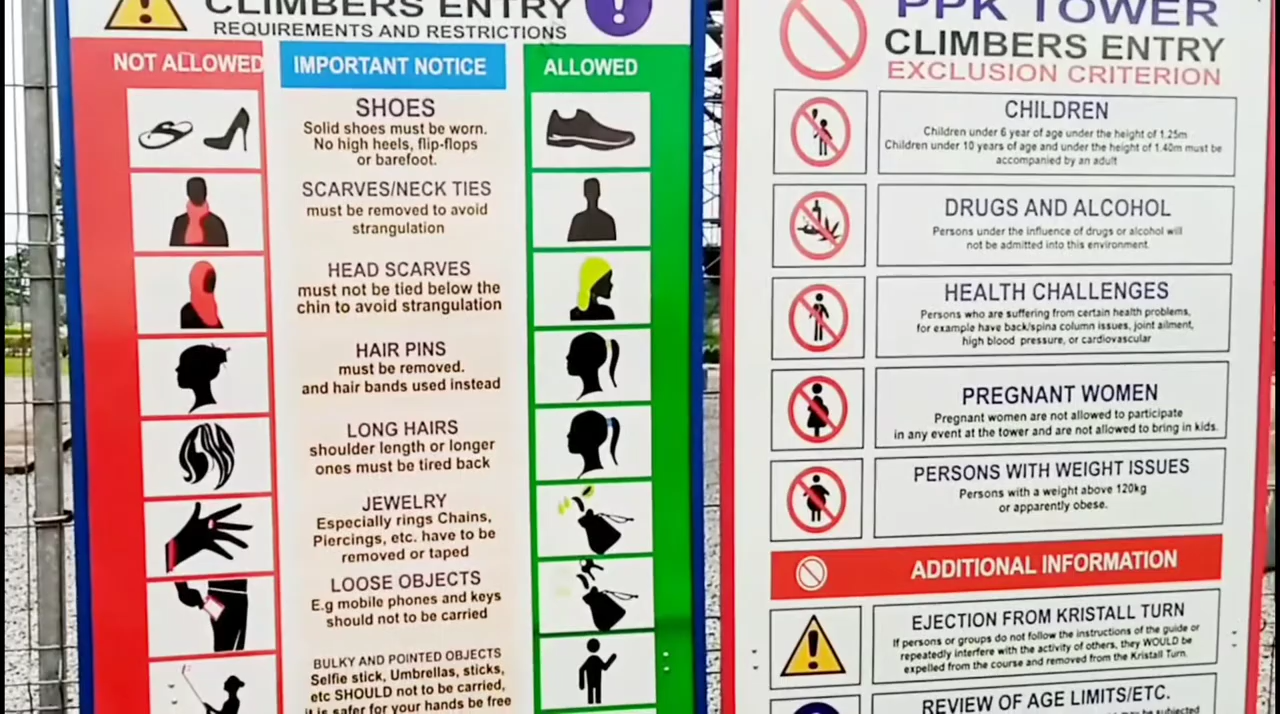 CLIMBERS ENTRY
REQUIREMENTS AND RESTRICTIONS
NOT ALLOWED
IMPORTANT NOTICE
ALLOWED
SHOES
Solid shoes must be worn.
No high heels, flip-flops
or barefoot.
SCARVES/NECK TIES
must be removed to avoid
strangulation
HEAD SCARVES
must not be tied below the
chin to avoid strangulation
HAIR PINS
must be removed.
and hair bands used instead
LONG HAIRS
shoulder length or longer
ones must be tired back
JEWELRY
Especially rings Chains,
Piercings, etc. have to be
removed or taped
LOOSE OBJECTS
E.g mobile phones and keys
should not to be carried
BULKY AND POINTED OBJECTS
Selfie stick, Umbrellas, sticks,
etc SHOULD not to be carried,
it is safer for your hands be free
PPK TOWER
CLIMBERS ENTRY
EXCLUSION CRITERION
CHILDREN
Children under 6 year of age under the height of 1.25m
Children under 10 years of age and under the height of 1.40m must be
accompanied by an adult
DRUGS AND ALCOHOL
Persons under the influence of drugs or alcohol will
not be admitted into this environment.
HEALTH CHALLENGES
Persons who are suffering from certain health problems,
for example have back/spina column issues, joint ailment,
high blood pressure, or cardiovascular
PREGNANT WOMEN
Pregnant women are not allowed to participate
in any event at the tower and are not allowed to bring in kids.
PERSONS WITH WEIGHT ISSUES
Persons with a weight above 120kg
or apparently obese.
ADDITIONAL INFORMATION
EJECTION FROM KRISTALL TURN
If persons or groups do not follow the instructions of the guide or
repeatedly interfere with the activity of others, they WOULD be
expelled from the course and removed from the Kristall Turn.
REVIEW OF AGE LIMITS/ETC.
may be subjected